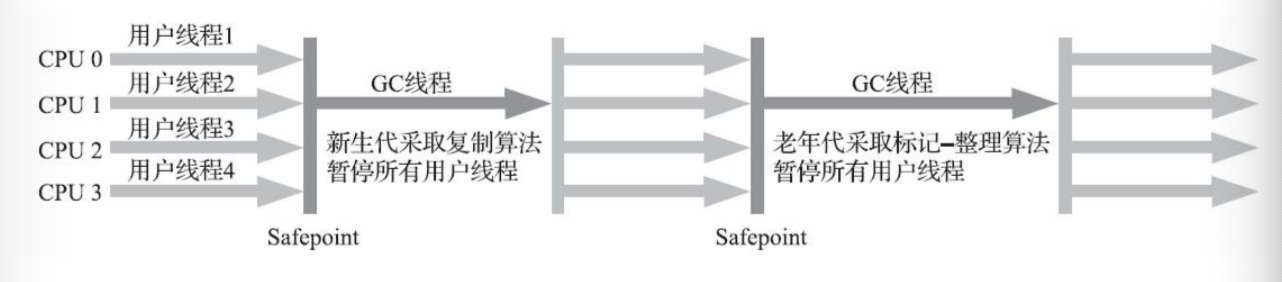 用户线程1
CPU 0
用户线程2
CPU 1
用户线程3
CPU 2
用户线程4
CPU 3
GC线程
新生代采取复制算法
暂停所有用户线程
Safepoint
GC线程
老年代采取标记–整理算法
暂停所有用户线程
Safepoint